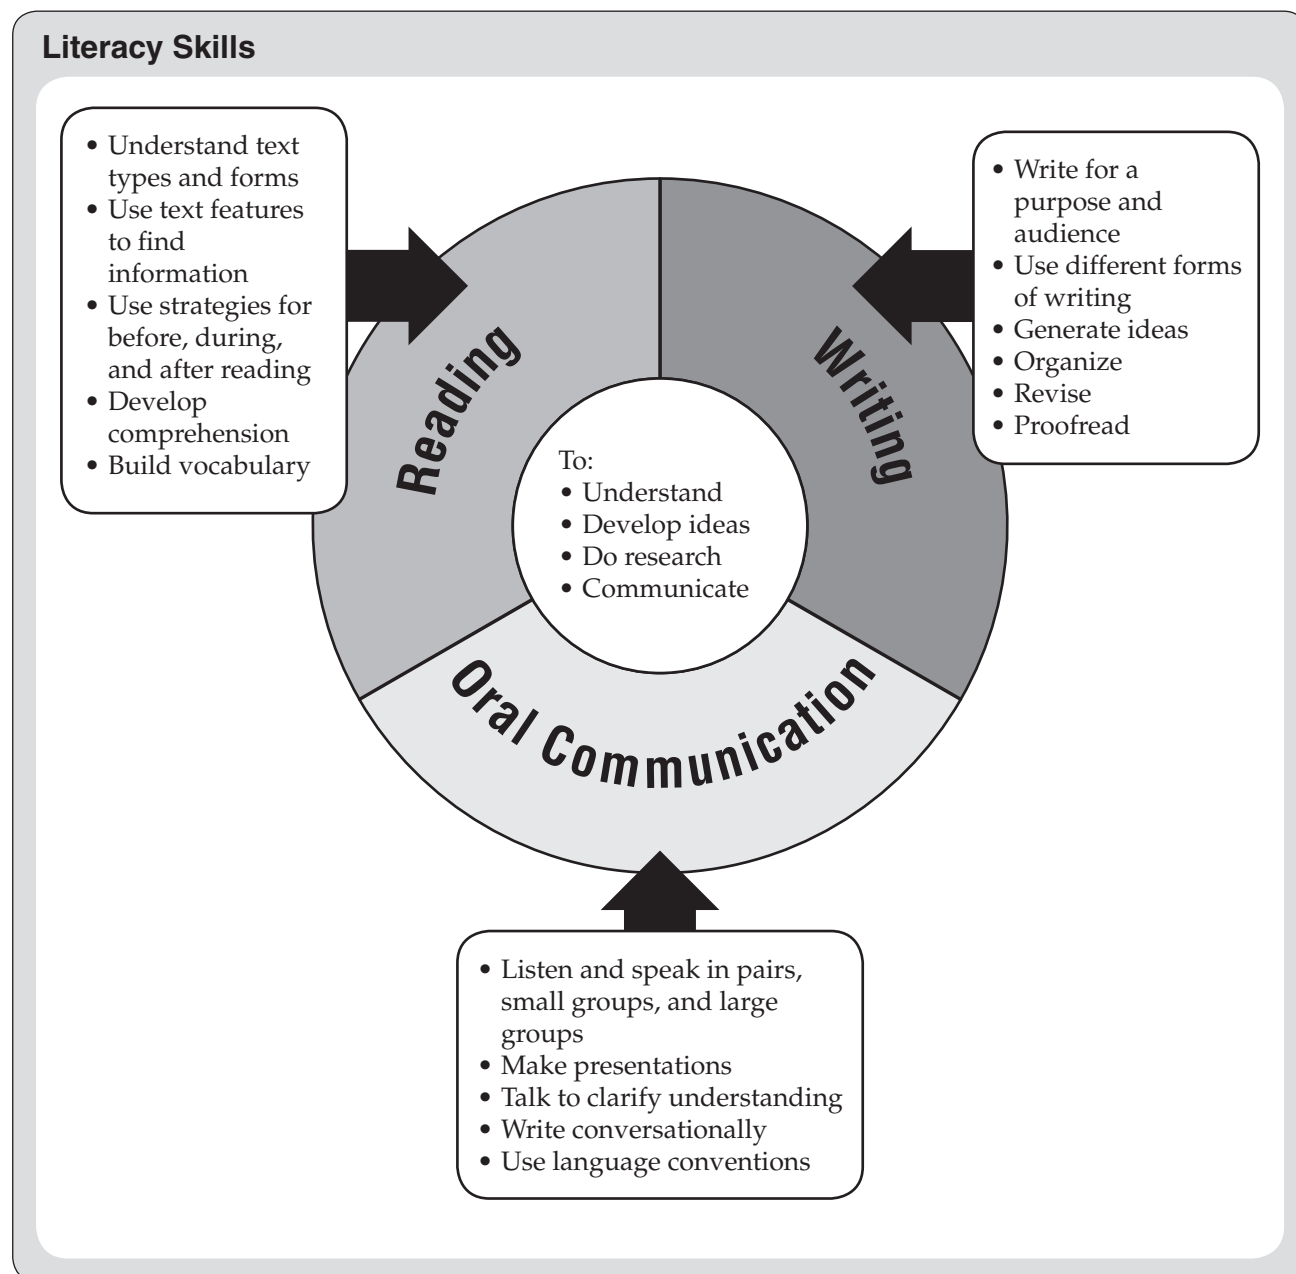 Literacy Skills
• Understand text
types and forms
• Use text features
to find
information
• Use strategies for
before, during,
and after reading
• Develop
comprehension
• Build vocabulary
• Write for a
purpose and
audience
• Use different forms
of writing
• Generate ideas
• Organize
• Revise
• Proofread
Reading
Writing
To:
• Understand
• Develop ideas
• Do research
• Communicate
Oral Communication
• Listen and speak in pairs,
small groups, and large
groups
• Make presentations
• Talk to clarify understanding
• Write conversationally
• Use language conventions